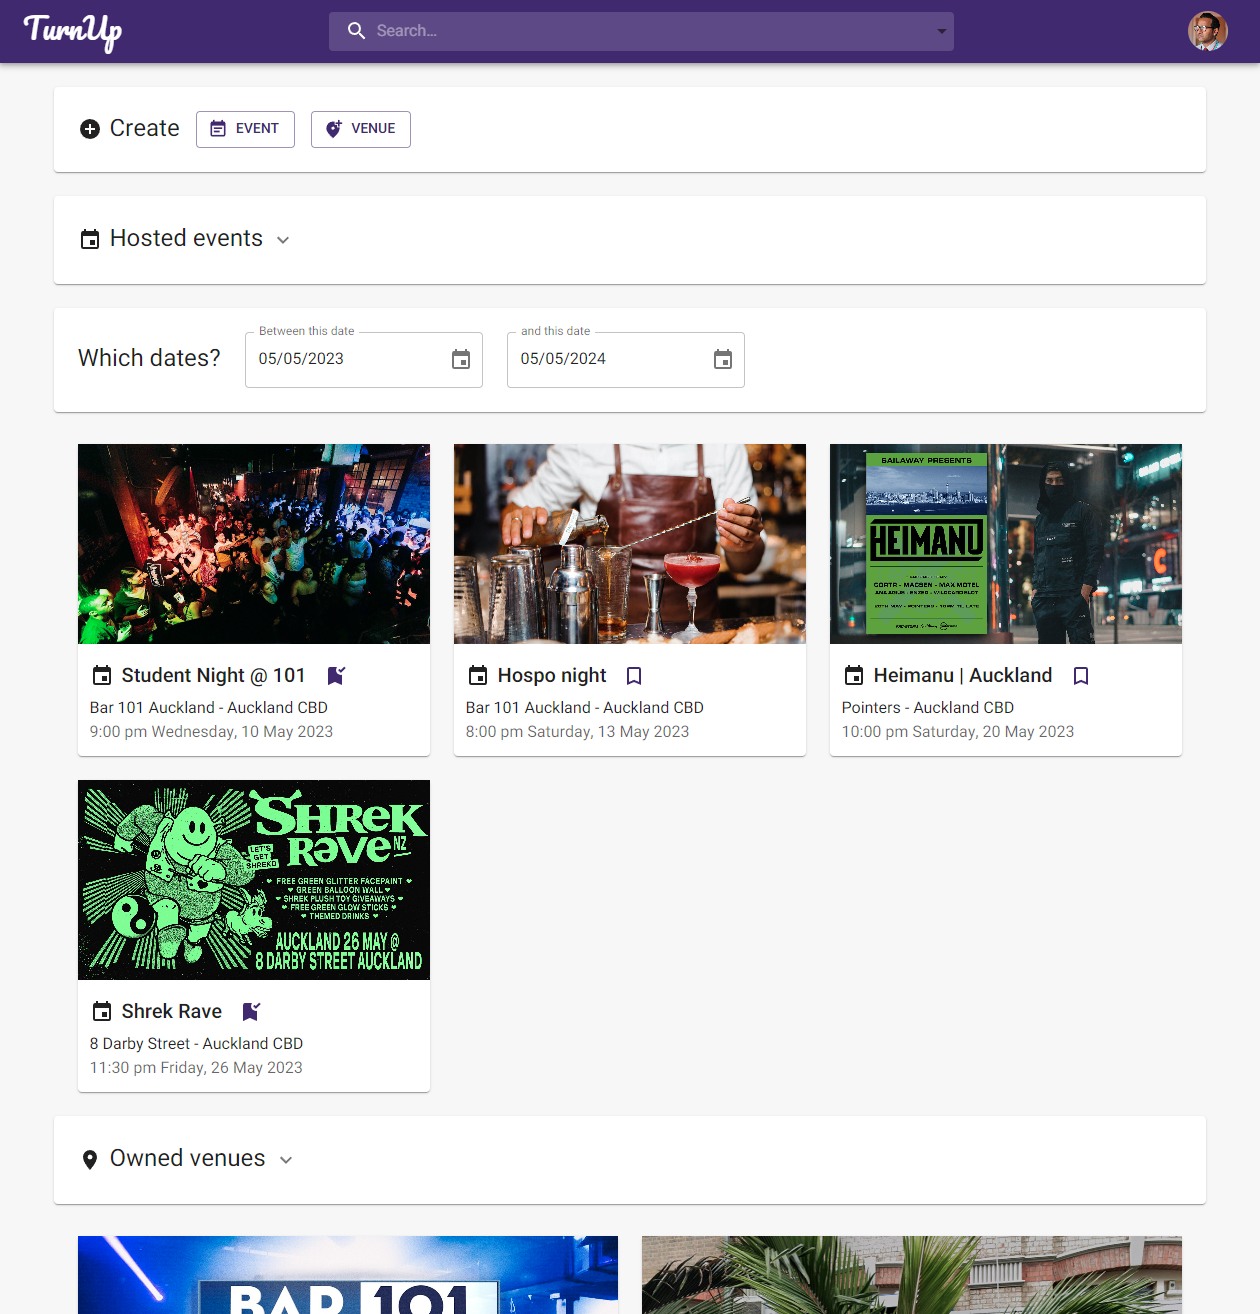 TurnUp
Search...
Create
EVENT
VENUE
Hosted events
Which dates?
Between this date
05/05/2023
and this date
05/05/2024
BAILAWAY PRESENTS
HEIMANU
CORTR - MACSEN - MAX MOTEL
20TH MAY - POINTERS - 10PM TIL LATE
Student Night @ 101
Bar 101 Auckland - Auckland CBD
9:00 pm Wednesday, 10 May 2023
Hospo night
Bar 101 Auckland - Auckland CBD
8:00 pm Saturday, 13 May 2023
Heimanu | Auckland
Pointers - Auckland CBD
10:00 pm Saturday, 20 May 2023
SHREK
RAVE NZ
LET'S
GET
SHREKD
FREE GREEN GLITTER FACEPAINT
GREEN BALLOON WALL
SHREK PLUSH TOY GIVEAWAYS
FREE GREEN GLOW STICKS
THEMED DRINKS
AUCKLAND 26 MAY @
8 DARBY STREET AUCKLAND
Shrek Rave
8 Darby Street - Auckland CBD
11:30 pm Friday, 26 May 2023
Owned venues
BAR 101